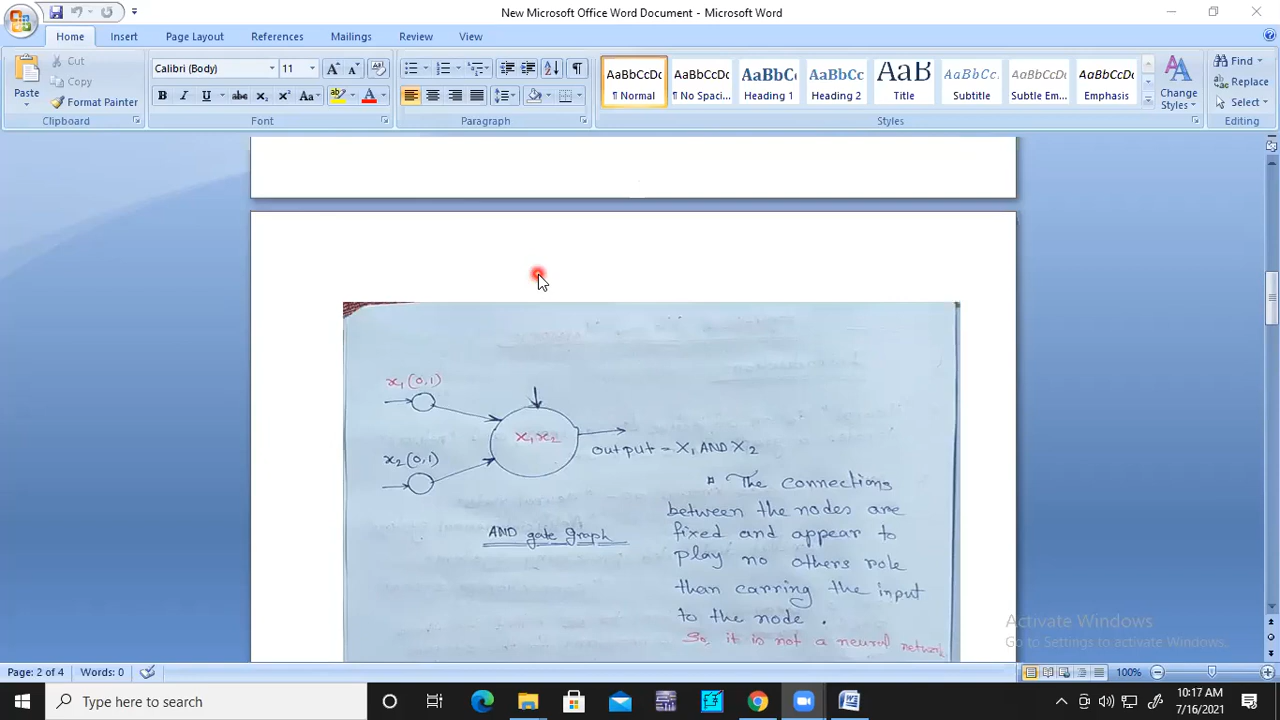 New Microsoft Office Word Document - Microsoft Word
Home Insert Page Layout References Mailings Review View
Paste
Cut
Copy
Format Painter
Clipboard
Calibri (Body) 11
B I U abc X₂ X² Aa
Font
Paragraph
AaBbCcDc AaBbCcDc AaBbC AaBbCc AaB AaBbCc. AaBbCcDc AaBbCcDc
¶ Normal ¶ No Spaci... Heading 1 Heading 2 Title Subtitle Subtle Em... Emphasis
Change
Styles
Styles
Find
Replace
Select
Editing
x₁(0,1)
x₁x₂
output = X₁ AND X₂
x₂(0,1)
AND gate Graph
The connections
between the nodes are
fixed and appear to
play no others role
than carring the input
to the node .
So, it is not a neural network
Activate Windows
Go to Settings to activate Windows.
Page: 2 of 4 Words: 0 100%
Type here to search
10:17 AM
7/16/2021